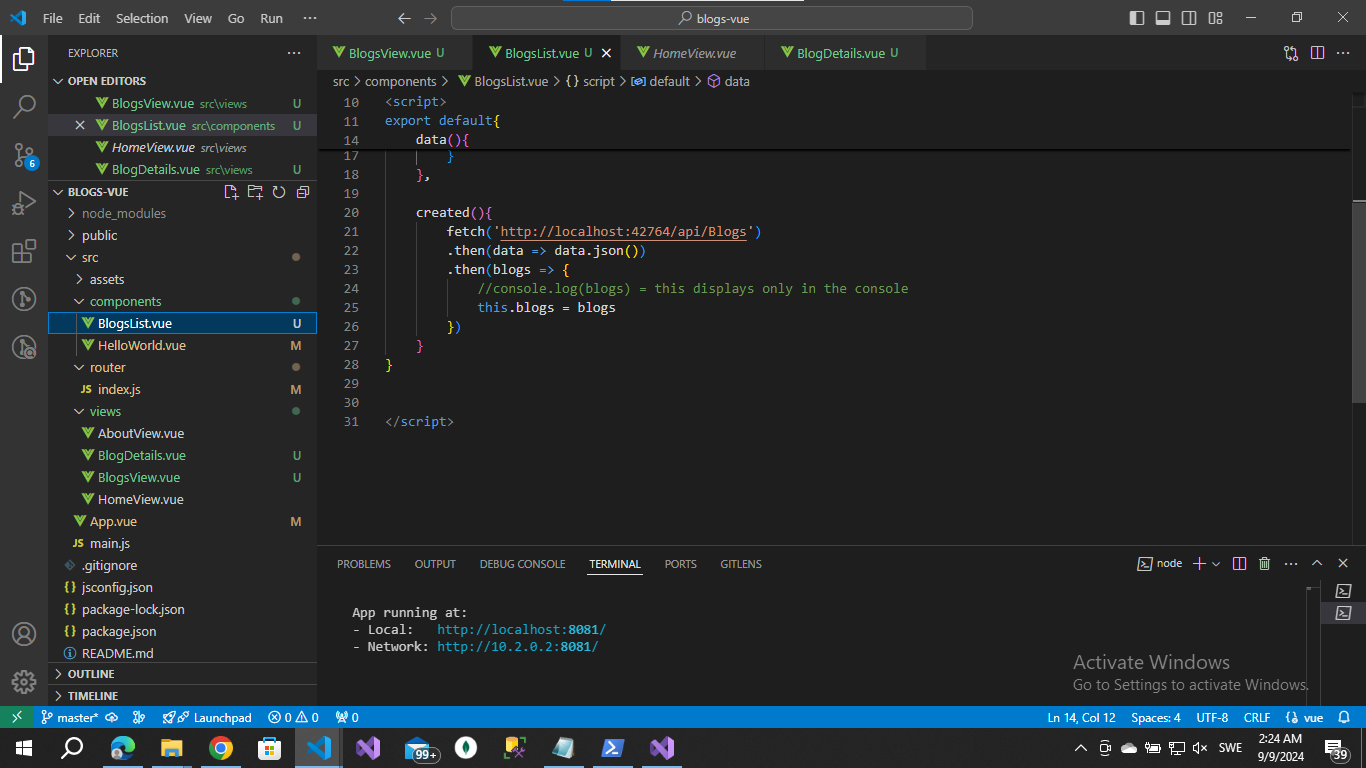 File Edit Selection View Go Run ··· blogs-vue
EXPLORER ···
OPEN EDITORS
BlogsView.vue src\views U
BlogsList.vue src\components U
HomeView.vue src\views
BlogDetails.vue src\views U
BLOGS-VUE
node_modules
public
src
assets
components
BlogsList.vue U
HelloWorld.vue M
router
JS index.js M
views
AboutView.vue
BlogDetails.vue U
BlogsView.vue U
HomeView.vue
App.vue M
JS main.js
.gitignore
{} jsconfig.json
{} package-lock.json
{} package.json
README.md
OUTLINE
TIMELINE
6
BlogsView.vue U BlogsList.vue U HomeView.vue BlogDetails.vue U
src > components > BlogsList.vue > {} script > default > data
10 <script>
11 export default{
14 data(){
17 }
18 },
19
20 created(){
21 fetch('http://localhost:42764/api/Blogs')
22 .then(data => data.json())
23 .then(blogs => {
24 //console.log(blogs) = this displays only in the console
25 this.blogs = blogs
26 })
27 }
28 }
29
30
31 </script>
PROBLEMS OUTPUT DEBUG CONSOLE TERMINAL PORTS GITLENS node
App running at:
- Local: http://localhost:8081/
- Network: http://10.2.0.2:8081/
Activate Windows
Go to Settings to activate Windows.
master* Launchpad 0 0 0 Ln 14, Col 12 Spaces: 4 UTF-8 CRLF vue
99+ SWE 2:24 AM
9/9/2024
39